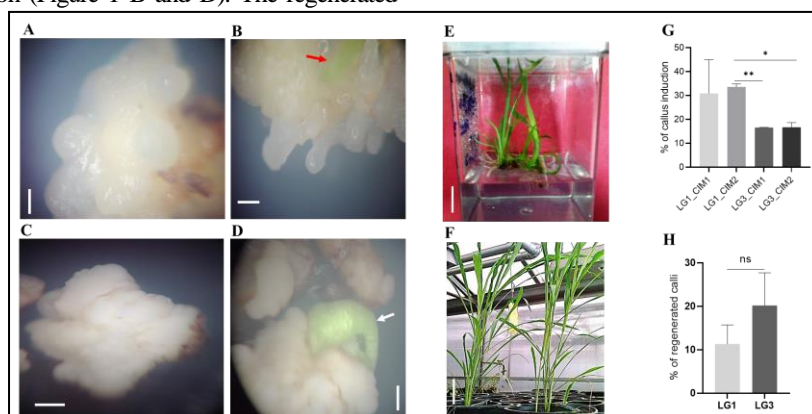 on (Figure 1 B and D). The regenerated
A
B
E
G
% of callus induction
50
40
30
20
10
0
**
*
LG1_CIM1
LG1_CIM2
LG3_CIM1
LG3_CIM2
C
D
F
H
% of regenerated calli
30
20
10
0
ns
LG1
LG3